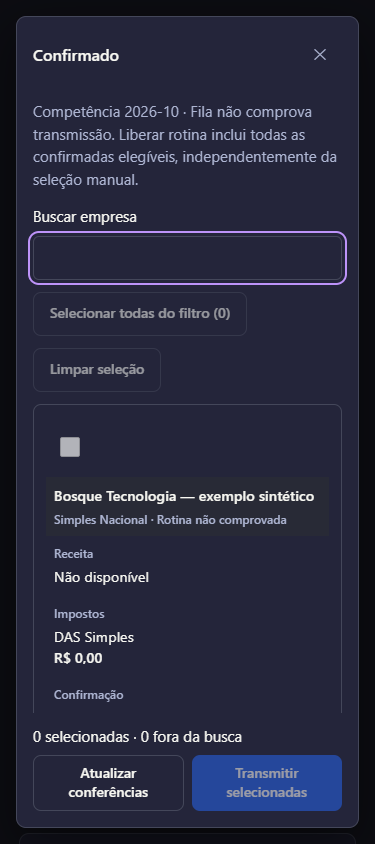 Confirmado
Competência 2026-10 · Fila não comprova
transmissão. Liberar rotina inclui todas as
confirmadas elegíveis, independentemente da
seleção manual.
Buscar empresa
Selecionar todas do filtro (0)
Limpar seleção
Bosque Tecnologia — exemplo sintético
Simples Nacional · Rotina não comprovada
Receita
Não disponível
Impostos
DAS Simples
R$ 0,00
Confirmação
0 selecionadas · 0 fora da busca
Atualizar
conferências
Transmitir
selecionadas